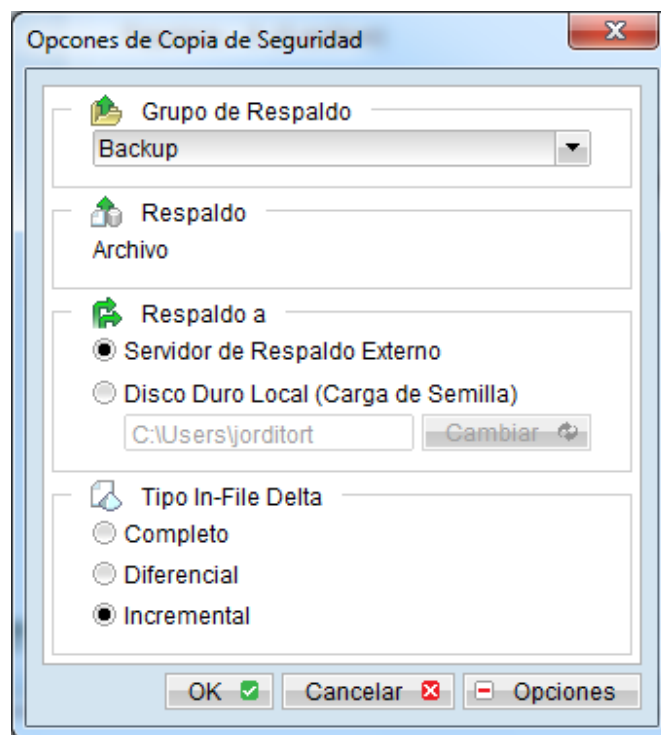 Opcones de Copia de Seguridad
Grupo de Respaldo
Backup
Respaldo
Archivo
Respaldo a
Servidor de Respaldo Externo
Disco Duro Local (Carga de Semilla)
C:\Users\jorditort
Cambiar
Tipo In-File Delta
Completo
Diferencial
Incremental
OK Cancelar Opciones